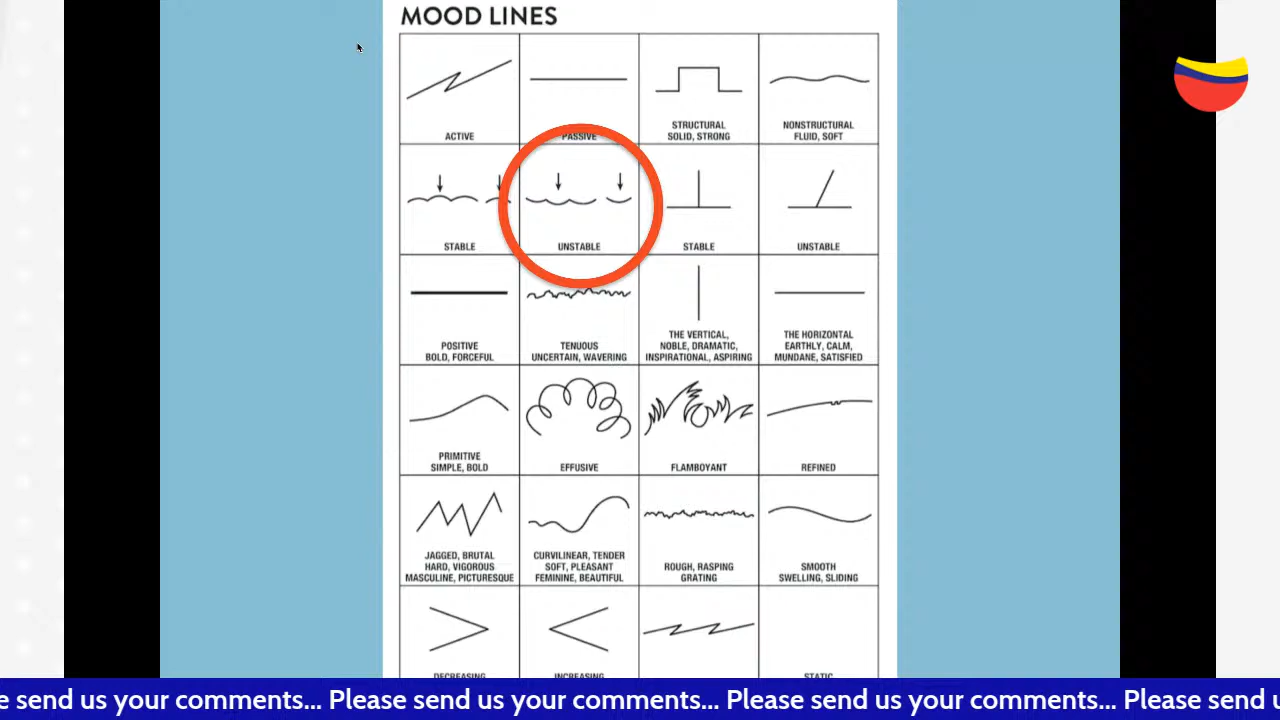 MOOD LINES
ACTIVE
PASSIVE
STRUCTURAL
SOLID, STRONG
NONSTRUCTURAL
FLUID, SOFT
STABLE
UNSTABLE
STABLE
UNSTABLE
POSITIVE
BOLD, FORCEFUL
TENUOUS
UNCERTAIN, WAVERING
THE VERTICAL,
NOBLE, DRAMATIC,
INSPIRATIONAL, ASPIRING
THE HORIZONTAL
EARTHLY, CALM,
MUNDANE, SATISFIED
PRIMITIVE
SIMPLE, BOLD
EFFUSIVE
FLAMBOYANT
REFINED
JAGGED, BRUTAL
HARD, VIGOROUS
MASCULINE, PICTURESQUE
CURVILINEAR, TENDER
SOFT, PLEASANT
FEMININE, BEAUTIFUL
ROUGH, RASPING
GRATING
SMOOTH
SWELLING, SLIDING
DECREASING
INCREASING
STATIC
e send us your comments... Please send us your comments... Please send us your comments... Please send u